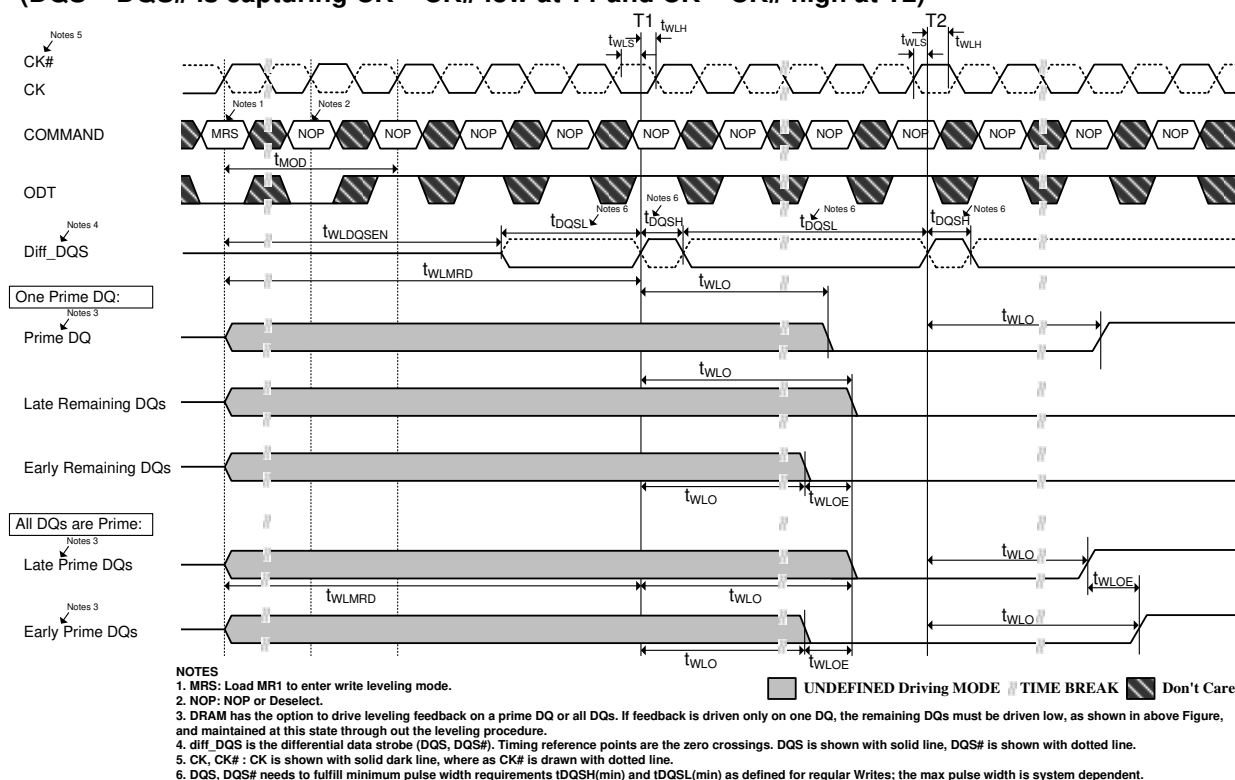 (DQS - DQS# is capturing CK - CK# low at T1 and CK - CK# high at T2)
T1 T2
tWLS tWLH tWLS tWLH
Notes 5
CK#
CK
Notes 1 Notes 2
COMMAND MRS NOP NOP NOP NOP NOP NOP NOP NOP NOP NOP NOP
tMOD
ODT
Notes 4 Notes 6 Notes 6 Notes 6 Notes 6
tDQSL tDQSH tDQSL tDQSH
Diff_DQS tWLDQSEN
tWLMRD tWLO
One Prime DQ:
Notes 3
Prime DQ tWLO
tWLO
Late Remaining DQs
Early Remaining DQs
tWLO tWLOE
All DQs are Prime:
Notes 3
Late Prime DQs tWLO
tWLMRD tWLO tWLOE
Notes 3
Early Prime DQs tWLO
tWLO tWLOE
NOTES
1. MRS: Load MR1 to enter write leveling mode.
UNDEFINED Driving MODE TIME BREAK Don't Care
2. NOP: NOP or Deselect.
3. DRAM has the option to drive leveling feedback on a prime DQ or all DQs. If feedback is driven only on one DQ, the remaining DQs must be driven low, as shown in above Figure,
and maintained at this state through out the leveling procedure.
4. diff_DQS is the differential data strobe (DQS, DQS#). Timing reference points are the zero crossings. DQS is shown with solid line, DQS# is shown with dotted line.
5. CK, CK# : CK is shown with solid dark line, where as CK# is drawn with dotted line.
6. DQS, DQS# needs to fulfill minimum pulse width requirements tDQSH(min) and tDQSL(min) as defined for regular Writes; the max pulse width is system dependent.